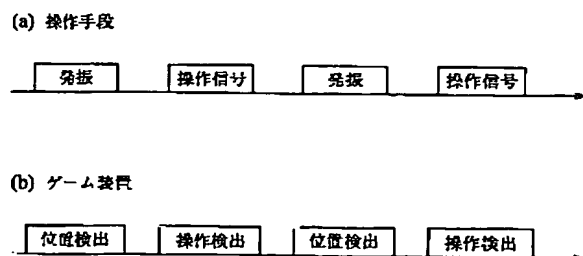 (a) 操作手段
発振 操作信号 発振 操作信号
(b) ゲーム装置
位置検出 操作検出 位置検出 操作検出